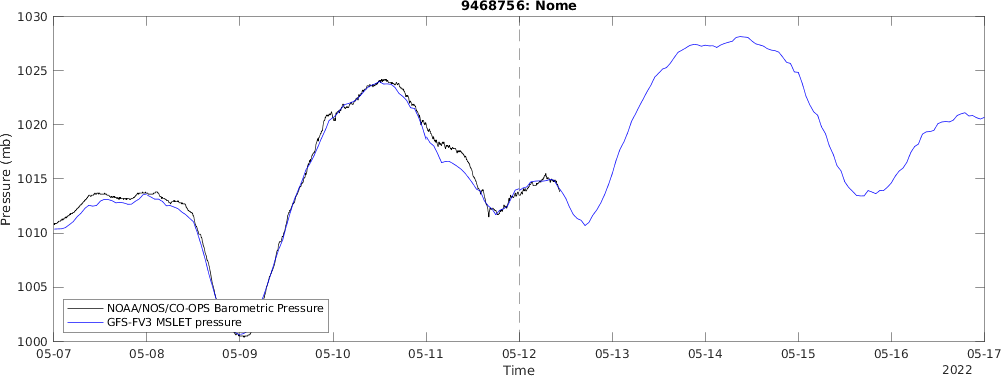 9468756: Nome
1030
1025
1020
1015
1010
1005
1000
Pressure (mb)
NOAA/NOS/CO-OPS Barometric Pressure
GFS-FV3 MSLET pressure
05-07 05-08 05-09 05-10 05-11 05-12 05-13 05-14 05-15 05-16 05-17
Time
2022